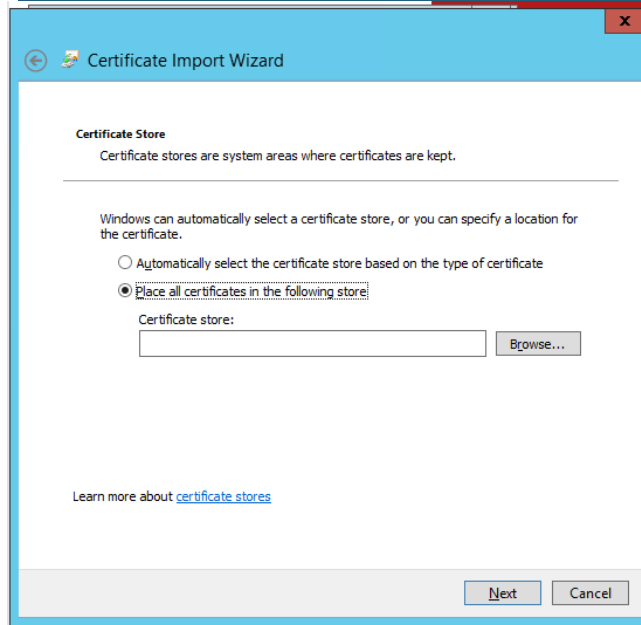 x
Certificate Import Wizard
Certificate Store
Certificate stores are system areas where certificates are kept.
Windows can automatically select a certificate store, or you can specify a location for
the certificate.
Automatically select the certificate store based on the type of certificate
Place all certificates in the following store
Certificate store:
Browse...
Learn more about certificate stores
Next Cancel